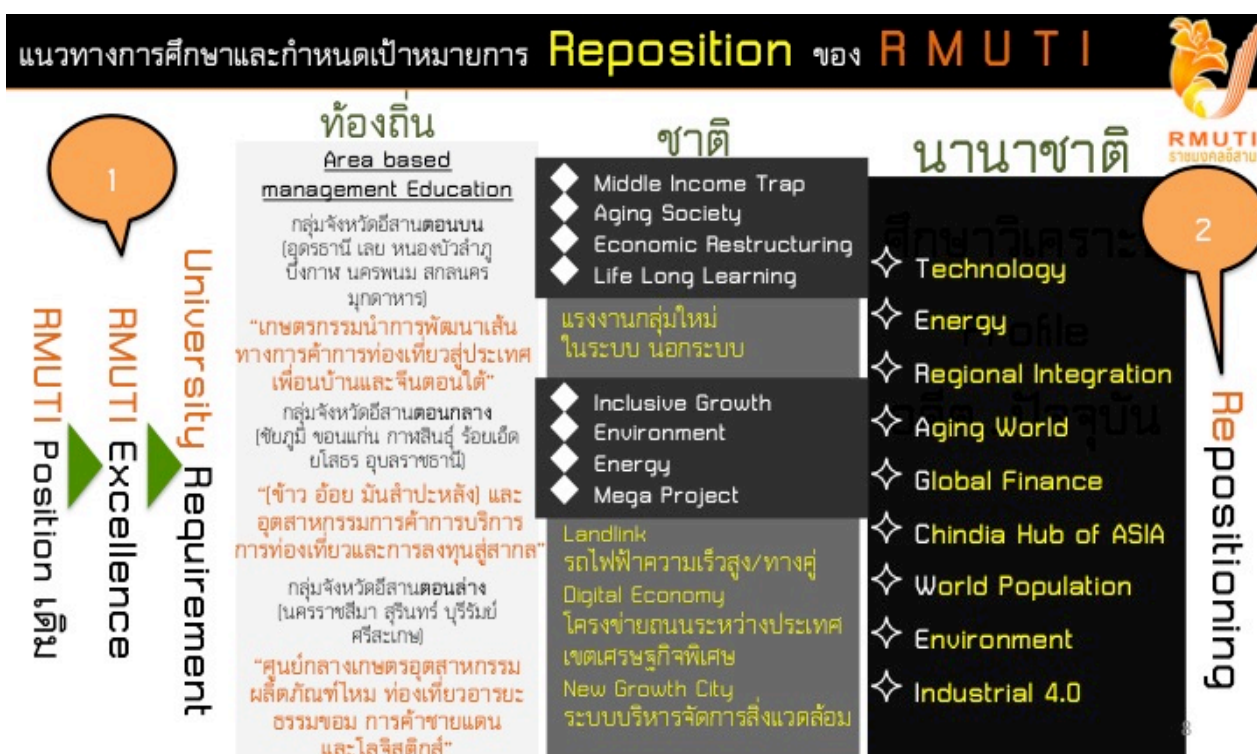 แนวทางการศึกษาและกำหนดเป้าหมายการ Reposition ของ RMUTI
RMUTI
ราชมงคลอีสาน
1
RMUTI Position เดิม
RMUTI Excellence
University Requirement
ท้องถิ่น
Area based
management Education
กลุ่มจังหวัดอีสานตอนบน
(อุดรธานี เลย หนองบัวลำภู
บึงกาฬ นครพนม สกลนคร
มุกดาหาร)
“เกษตรกรรมนำการพัฒนาเส้น
ทางการค้าการท่องเที่ยวสู่ประเทศ
เพื่อนบ้านและจีนตอนใต้”
กลุ่มจังหวัดอีสานตอนกลาง
(ชัยภูมิ ขอนแก่น กาฬสินธุ์ ร้อยเอ็ด
ยโสธร อุบลราชธานี)
“(ข้าว อ้อย มันสำปะหลัง) และ
อุตสาหกรรมการค้าการบริการ
การท่องเที่ยวและการลงทุนสู่สากล”
กลุ่มจังหวัดอีสานตอนล่าง
(นครราชสีมา สุรินทร์ บุรีรัมย์
ศรีสะเกษ)
“ศูนย์กลางเกษตรอุตสาหกรรม
ผลิตภัณฑ์ไหม ท่องเที่ยวอารยะ
ธรรมขอม การค้าชายแดน
และโลจิสติกส์”
ชาติ
Middle Income Trap
Aging Society
Economic Restructuring
Life Long Learning
แรงงานกลุ่มใหม่
ในระบบ นอกระบบ
Inclusive Growth
Environment
Energy
Mega Project
Landlink
รถไฟฟ้าความเร็วสูง/ทางคู่
Digital Economy
โครงข่ายถนนระหว่างประเทศ
เขตเศรษฐกิจพิเศษ
New Growth City
ระบบบริหารจัดการสิ่งแวดล้อม
นานาชาติ
Technology
Energy
Regional Integration
Aging World
Global Finance
Chindia Hub of ASIA
World Population
Environment
Industrial 4.0
2
Repositioning
8